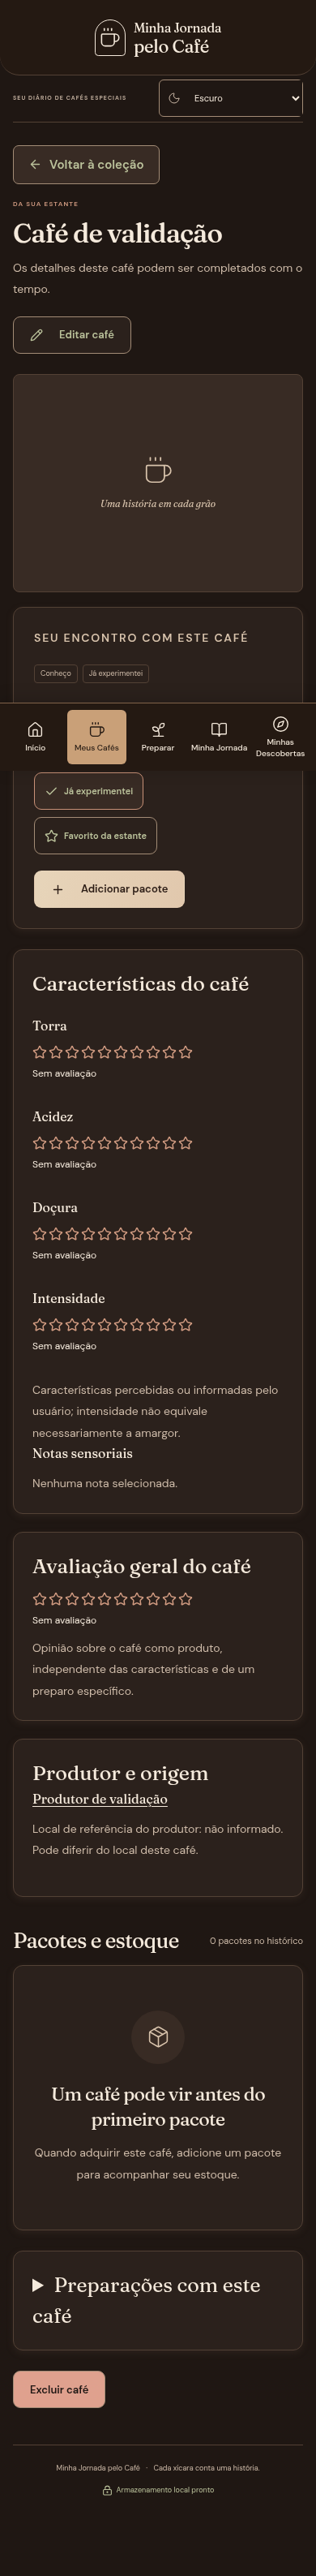 Minha Jornada
pelo Café
SEU DIÁRIO DE CAFÉS ESPECIAIS
Escuro
Voltar à coleção
DA SUA ESTANTE
Café de validação
Os detalhes deste café podem ser completados com o
tempo.
Editar café
Uma história em cada grão
SEU ENCONTRO COM ESTE CAFÉ
Conheço
Já experimentei
Início
Meus Cafés
Preparar
Minha Jornada
Minhas
Descobertas
Já experimentei
Favorito da estante
Adicionar pacote
Características do café
Torra
Sem avaliação
Acidez
Sem avaliação
Doçura
Sem avaliação
Intensidade
Sem avaliação
Características percebidas ou informadas pelo
usuário; intensidade não equivale
necessariamente a amargor.
Notas sensoriais
Nenhuma nota selecionada.
Avaliação geral do café
Sem avaliação
Opinião sobre o café como produto,
independente das características e de um
preparo específico.
Produtor e origem
Produtor de validação
Local de referência do produtor: não informado.
Pode diferir do local deste café.
Pacotes e estoque
0 pacotes no histórico
Um café pode vir antes do
primeiro pacote
Quando adquirir este café, adicione um pacote
para acompanhar seu estoque.
Preparações com este
café
Excluir café
Minha Jornada pelo Café · Cada xícara conta uma história.
Armazenamento local pronto